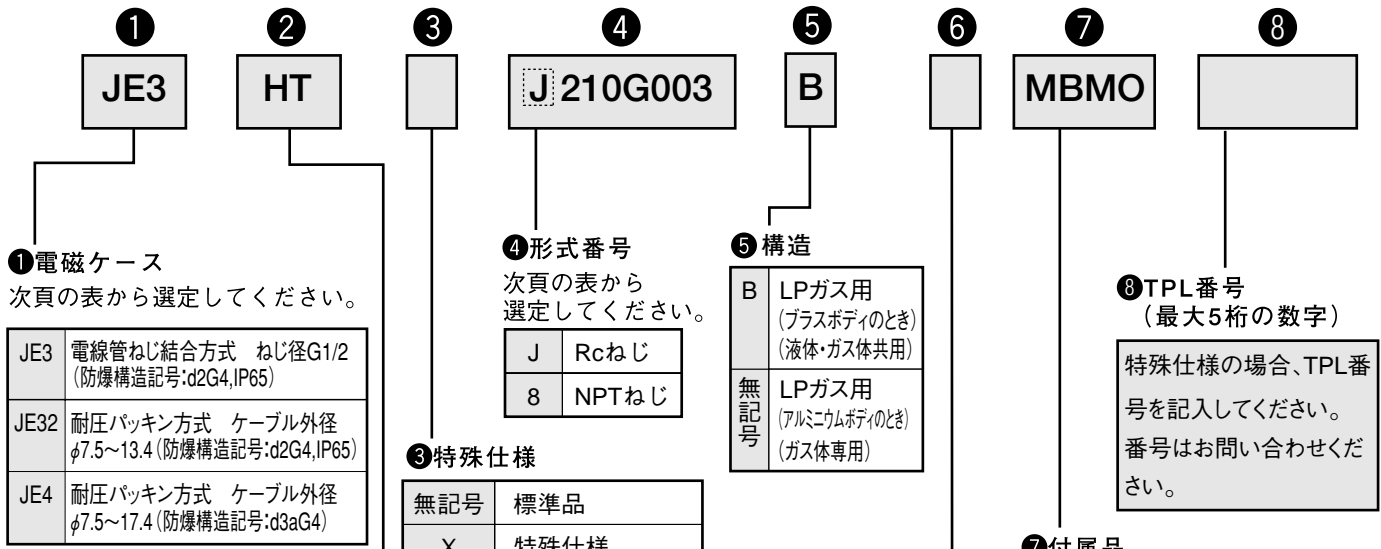 ❶ ❷ ❸ ❹ ❺ ❻ ❼ ❽
JE3 HT J 210G003 B MBMO
❶電磁ケース
次頁の表から選定してください。
JE3 電線管ねじ結合方式 ねじ径G1/2
(防爆構造記号:d2G4,IP65)
JE32 耐圧パッキン方式 ケーブル外径
φ7.5~13.4(防爆構造記号:d2G4,IP65)
JE4 耐圧パッキン方式 ケーブル外径
φ7.5~17.4(防爆構造記号:d3aG4)
❸特殊仕様
無記号 標準品
X 特殊仕様
❹形式番号
次頁の表から
選定してください。
J Rcねじ
8 NPTねじ
❺構造
B LPガス用
(ブラスボディのとき)
(液体・ガス体共用)
無記号 LPガス用
(アルミニウムボディのとき)
(ガス体専用)
❽TPL番号
(最大5桁の数字)
特殊仕様の場合、TPL番
号を記入してください。
番号はお問い合わせくだ
さい。
❼付属品